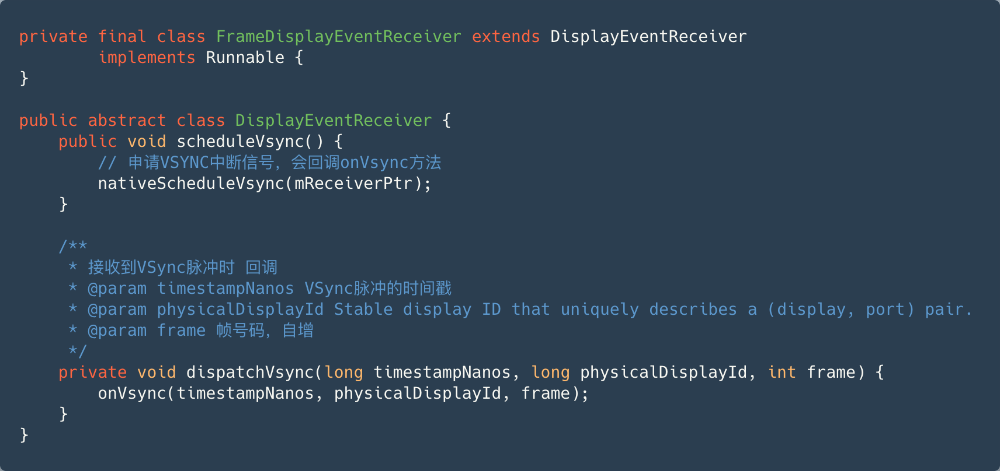 private final class FrameDisplayEventReceiver extends DisplayEventReceiver
        implements Runnable {
}

public abstract class DisplayEventReceiver {
    public void scheduleVsync() {
        // 申请VSYNC中断信号，会回调onVsync方法
        nativeScheduleVsync(mReceiverPtr);
    }

    /**
     * 接收到VSync脉冲时 回调
     * @param timestampNanos VSync脉冲的时间戳
     * @param physicalDisplayId Stable display ID that uniquely describes a (display, port) pair.
     * @param frame 帧号码，自增
     */
    private void dispatchVsync(long timestampNanos, long physicalDisplayId, int frame) {
        onVsync(timestampNanos, physicalDisplayId, frame);
    }
}